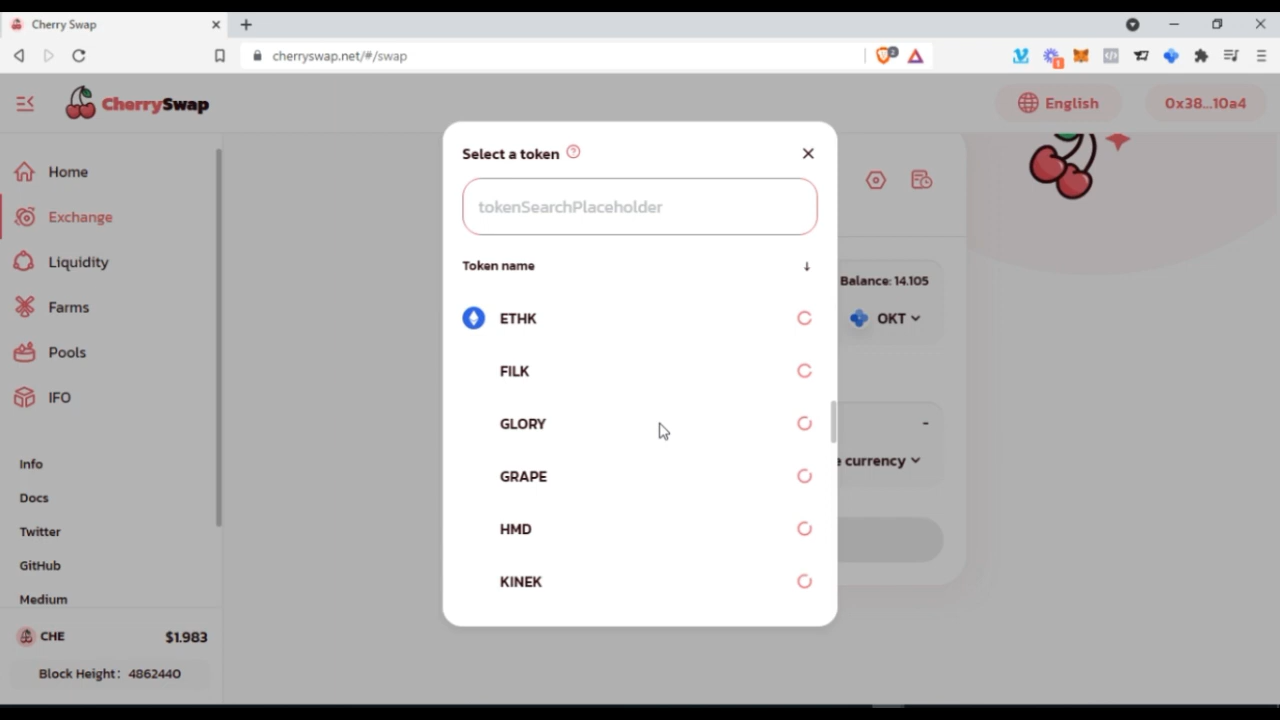 Cherry Swap
cherryswap.net/#/swap
CherrySwap
English
0x38...10a4
Home
Exchange
Liquidity
Farms
Pools
IFO
Info
Docs
Twitter
GitHub
Medium
CHE $1.983
Block Height: 4862440
Select a token
tokenSearchPlaceholder
Token name
ETHK
FILK
GLORY
GRAPE
HMD
KINEK
Balance: 14.105
OKT
-
currency